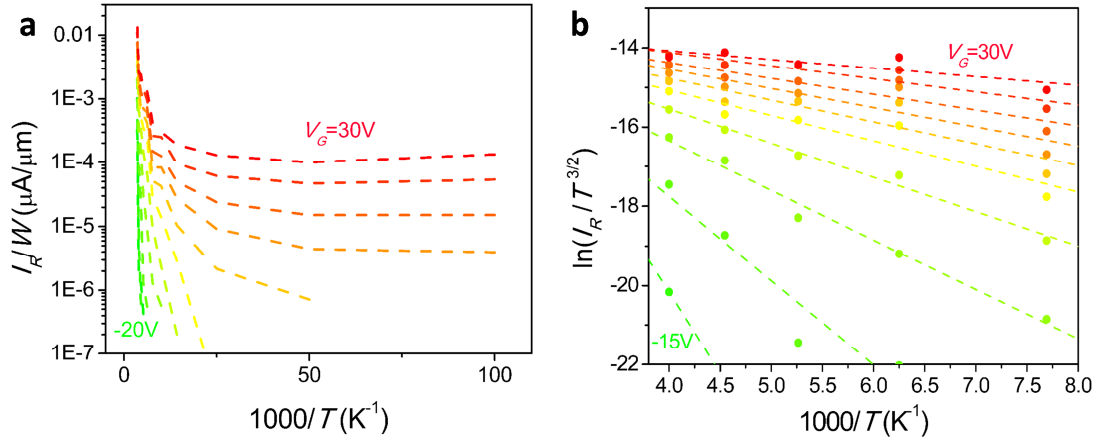 a
0.01
1E-3
1E-4
1E-5
1E-6
1E-7
I_R/W (μA/μm)
V_G=30V
-20V
0
50
100
1000/T (K⁻¹)
b
-14
-16
-18
-20
-22
ln(I_R / T^{3/2})
V_G=30V
-15V
4.0
4.5
5.0
5.5
6.0
6.5
7.0
7.5
8.0
1000/T (K⁻¹)